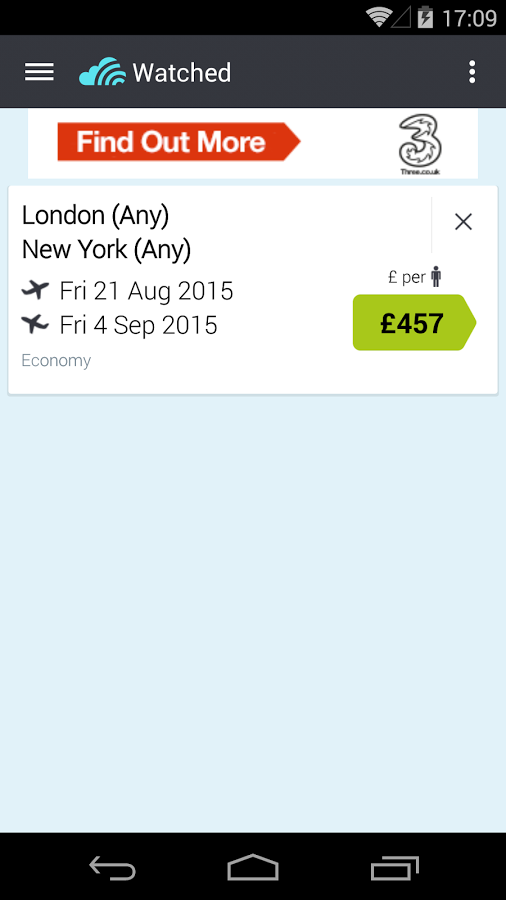 17:09
Watched
Find Out More
Three.co.uk
London (Any)
New York (Any)
£ per
Fri 21 Aug 2015
Fri 4 Sep 2015
£457
Economy